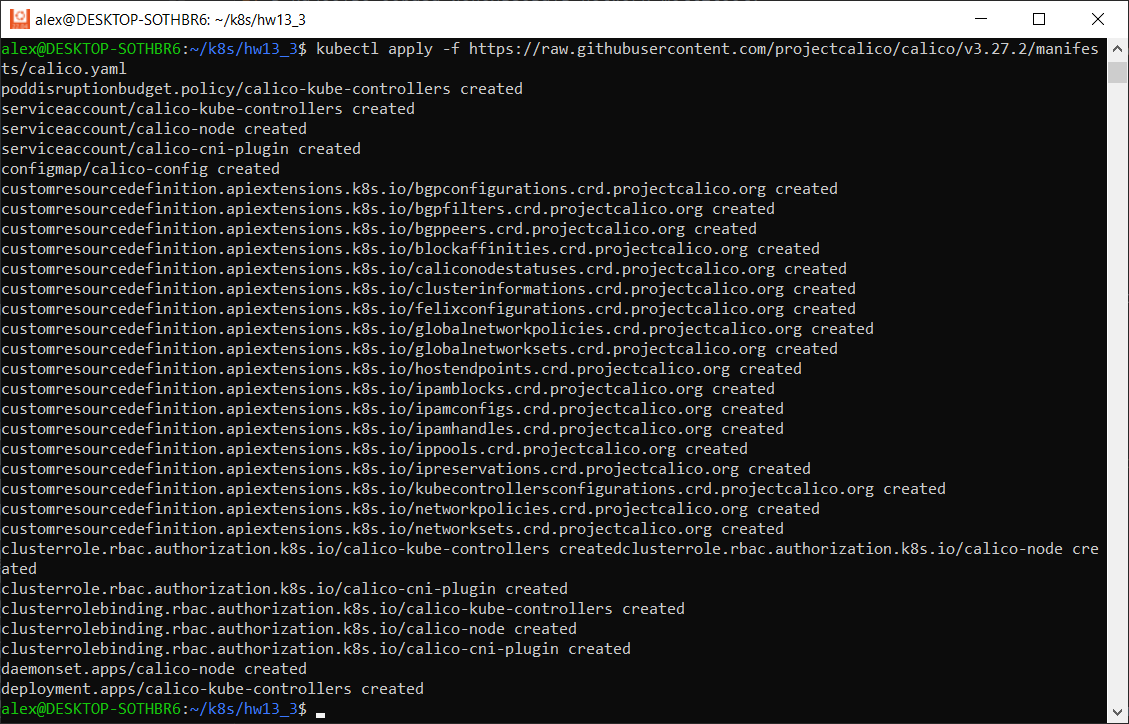 alex@DESKTOP-SOTHBR6: ~/k8s/hw13_3
alex@DESKTOP-SOTHBR6:~/k8s/hw13_3$ kubectl apply -f https://raw.githubusercontent.com/projectcalico/calico/v3.27.2/manifes
ts/calico.yaml
poddisruptionbudget.policy/calico-kube-controllers created
serviceaccount/calico-kube-controllers created
serviceaccount/calico-node created
serviceaccount/calico-cni-plugin created
configmap/calico-config created
customresourcedefinition.apiextensions.k8s.io/bgpconfigurations.crd.projectcalico.org created
customresourcedefinition.apiextensions.k8s.io/bgpfilters.crd.projectcalico.org created
customresourcedefinition.apiextensions.k8s.io/bgppeers.crd.projectcalico.org created
customresourcedefinition.apiextensions.k8s.io/blockaffinities.crd.projectcalico.org created
customresourcedefinition.apiextensions.k8s.io/caliconodestatuses.crd.projectcalico.org created
customresourcedefinition.apiextensions.k8s.io/clusterinformations.crd.projectcalico.org created
customresourcedefinition.apiextensions.k8s.io/felixconfigurations.crd.projectcalico.org created
customresourcedefinition.apiextensions.k8s.io/globalnetworkpolicies.crd.projectcalico.org created
customresourcedefinition.apiextensions.k8s.io/globalnetworksets.crd.projectcalico.org created
customresourcedefinition.apiextensions.k8s.io/hostendpoints.crd.projectcalico.org created
customresourcedefinition.apiextensions.k8s.io/ipamblocks.crd.projectcalico.org created
customresourcedefinition.apiextensions.k8s.io/ipamconfigs.crd.projectcalico.org created
customresourcedefinition.apiextensions.k8s.io/ipamhandles.crd.projectcalico.org created
customresourcedefinition.apiextensions.k8s.io/ippools.crd.projectcalico.org created
customresourcedefinition.apiextensions.k8s.io/ipreservations.crd.projectcalico.org created
customresourcedefinition.apiextensions.k8s.io/kubecontrollersconfigurations.crd.projectcalico.org created
customresourcedefinition.apiextensions.k8s.io/networkpolicies.crd.projectcalico.org created
customresourcedefinition.apiextensions.k8s.io/networksets.crd.projectcalico.org created
clusterrole.rbac.authorization.k8s.io/calico-kube-controllers createdclusterrole.rbac.authorization.k8s.io/calico-node cre
ated
clusterrole.rbac.authorization.k8s.io/calico-cni-plugin created
clusterrolebinding.rbac.authorization.k8s.io/calico-kube-controllers created
clusterrolebinding.rbac.authorization.k8s.io/calico-node created
clusterrolebinding.rbac.authorization.k8s.io/calico-cni-plugin created
daemonset.apps/calico-node created
deployment.apps/calico-kube-controllers created
alex@DESKTOP-SOTHBR6:~/k8s/hw13_3$